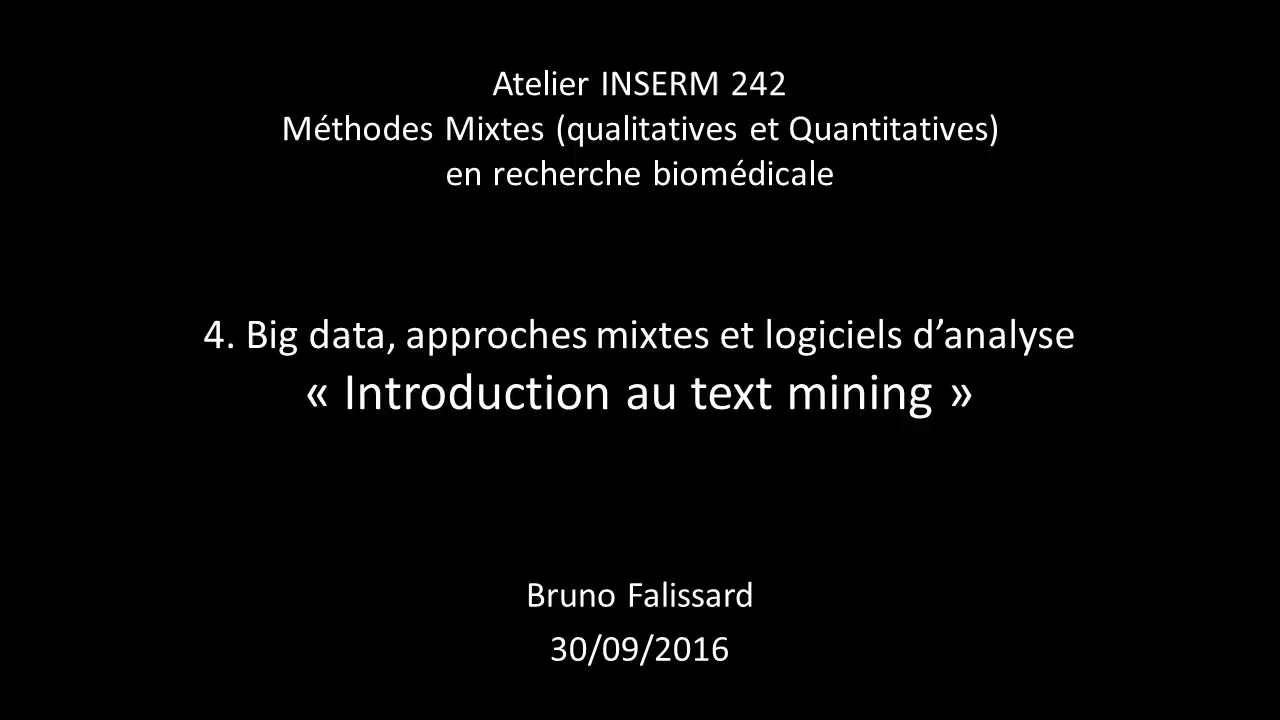 Atelier INSERM 242
Méthodes Mixtes (qualitatives et Quantitatives)
en recherche biomédicale
4. Big data, approches mixtes et logiciels d’analyse
« Introduction au text mining »
Bruno Falissard
30/09/2016